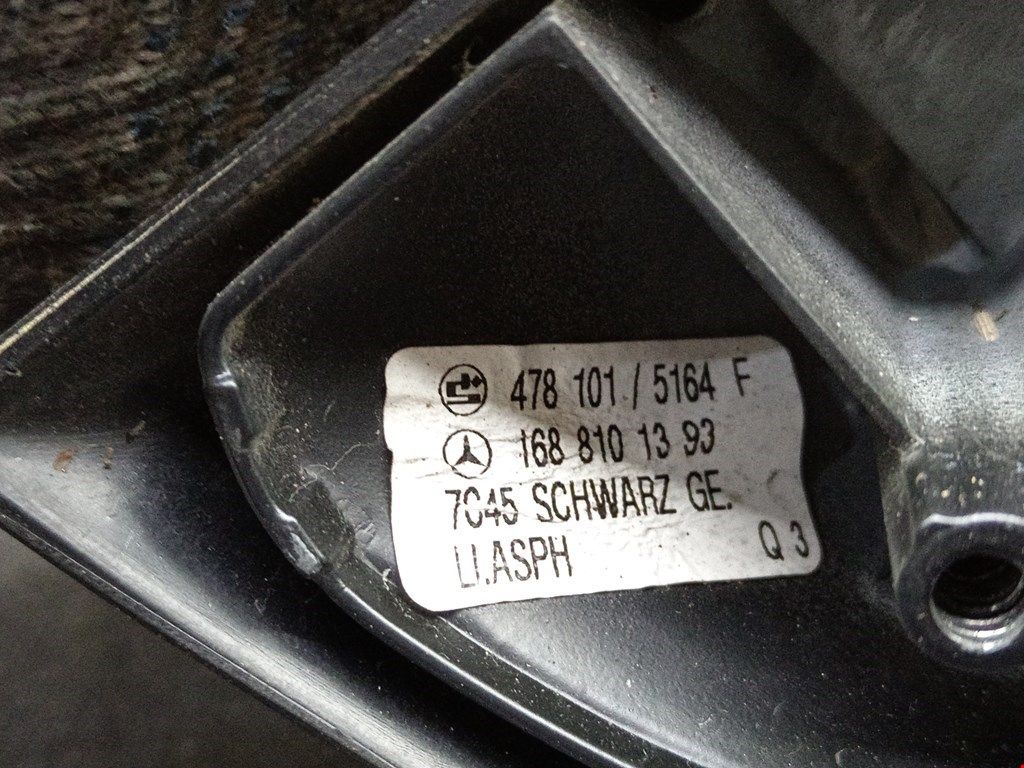 478 101 / 5164 F
168 810 13 93
7C45 SCHWARZ GE.
LI.ASPH Q 3